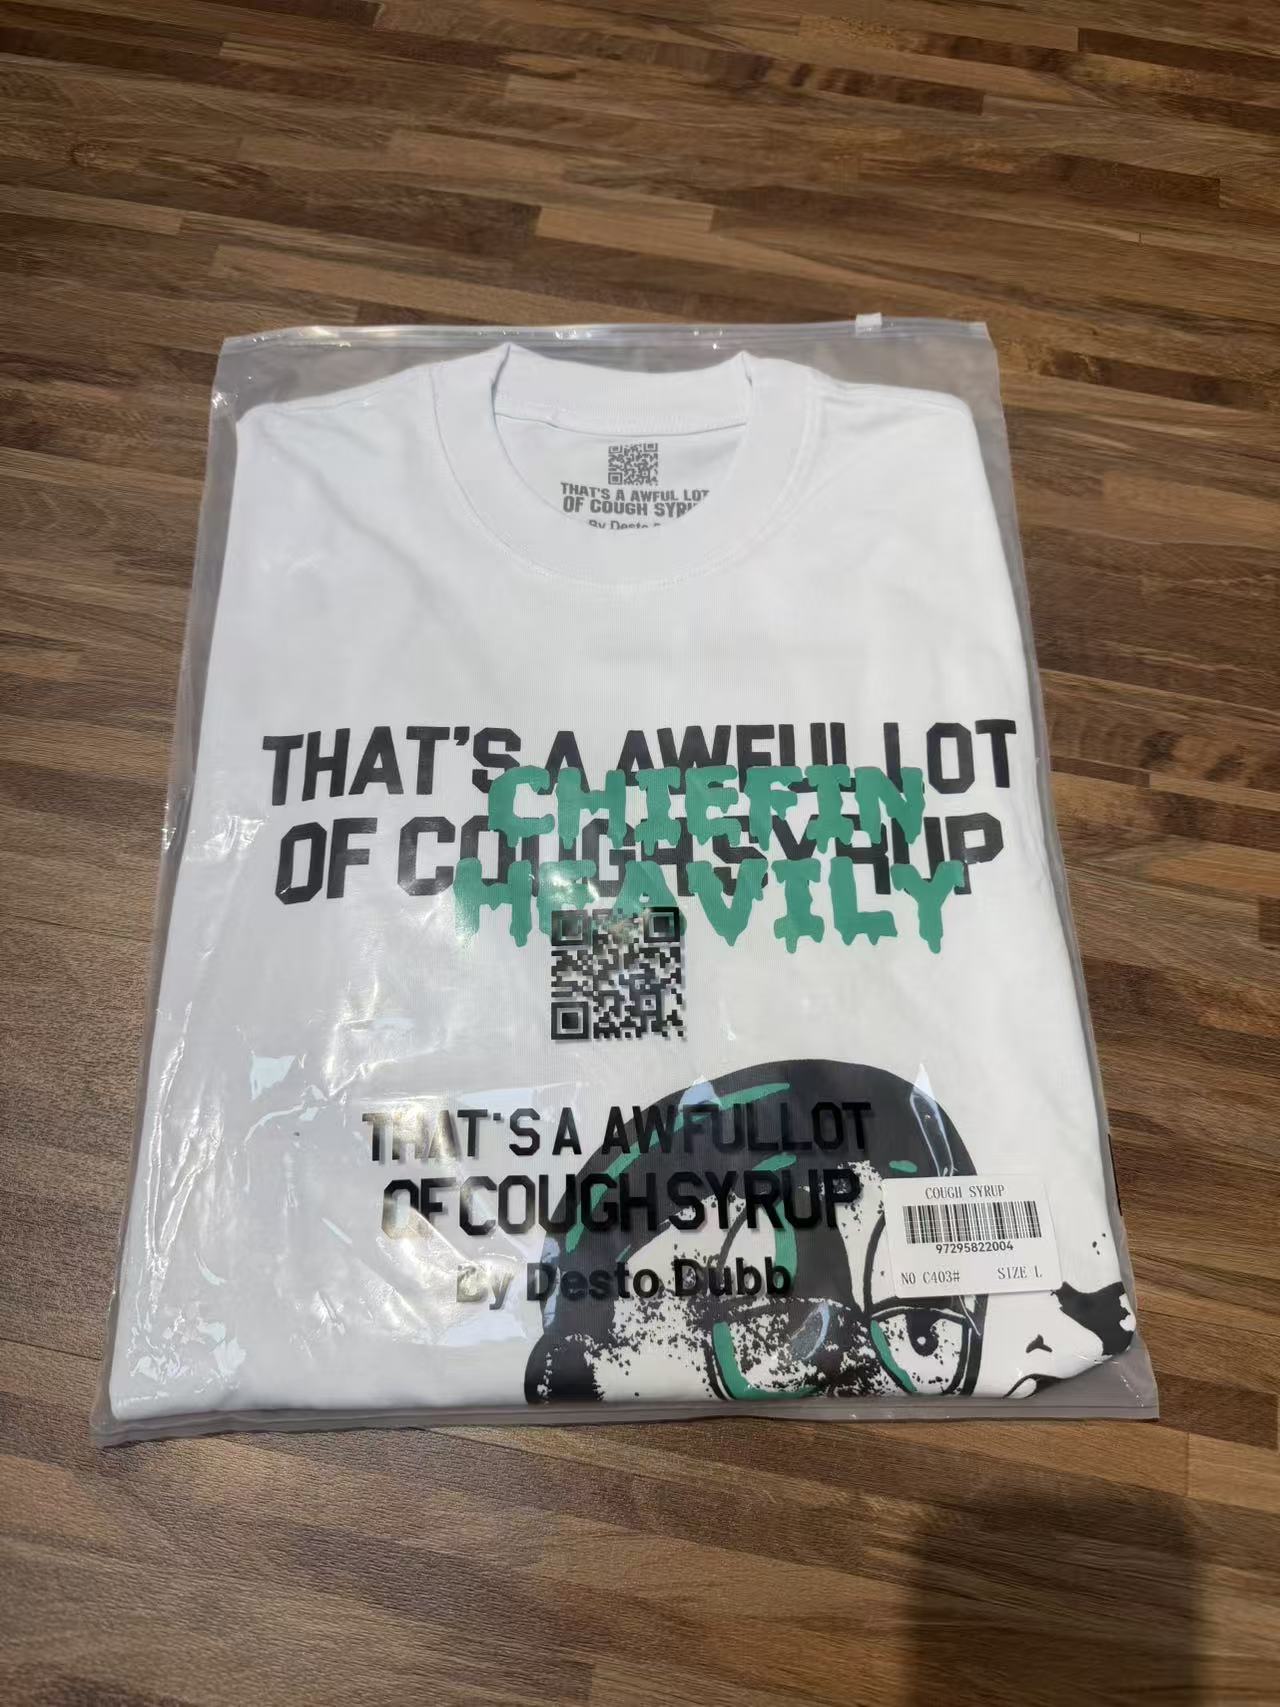 THAT'S A AWFUL LOT
OF COUGH SYRUP
By Desto
THAT'S A AWFUL LOT
OF COUGH SYRUP
CHIEFIN
HEAVILY
THAT'S A AWFULLOT
OF COUGH SYRUP
By Desto Dubb
COUGH SYRUP
97295822004
NO C403# SIZE L